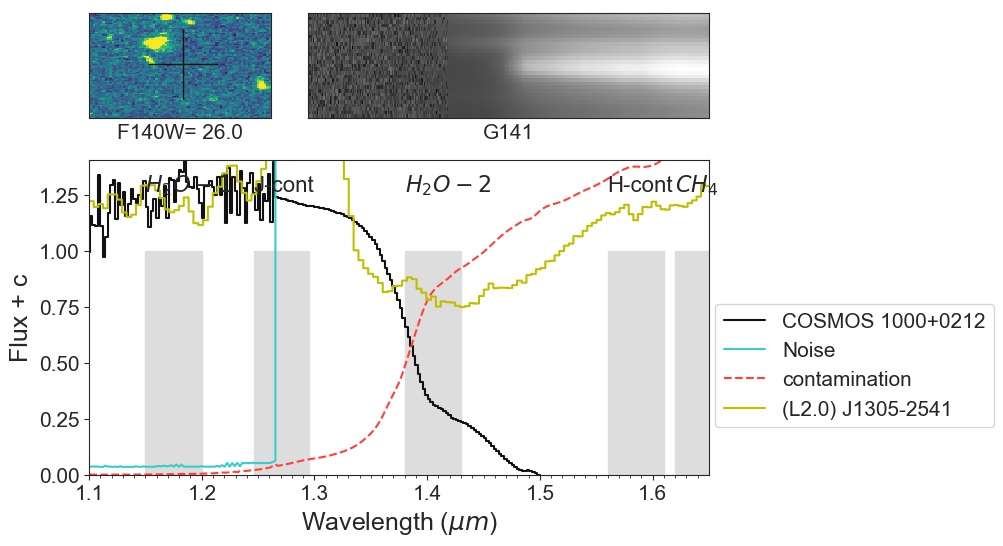 F140W= 26.0
G141
H-cont
CH₄
H₂O − 2
cont
1.25
1.00
0.75
0.50
0.25
0.00
Flux + c
1.1
1.2
1.3
1.4
1.5
1.6
Wavelength (μm)
COSMOS 1000+0212
Noise
contamination
(L2.0) J1305-2541